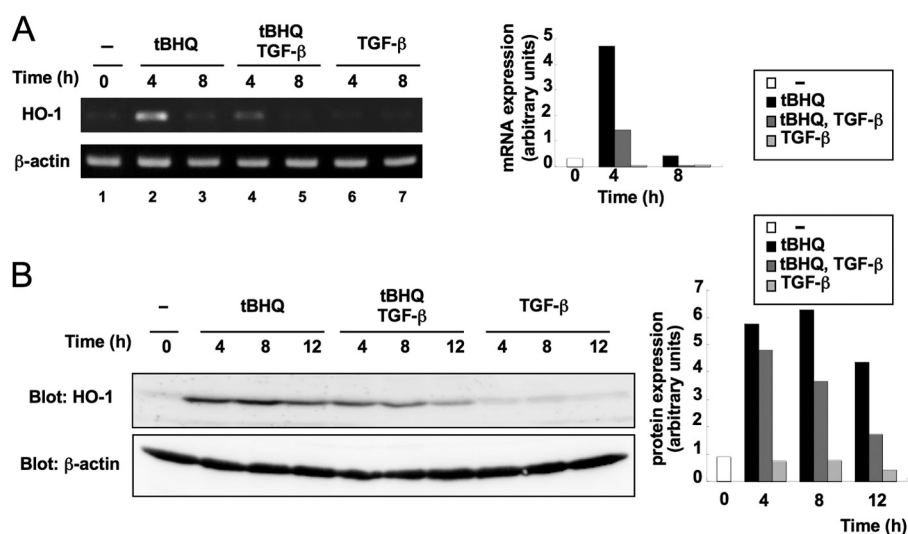 A
– tBHQ tBHQ TGF-β TGF-β
Time (h) 0 4 8 4 8 4 8
HO-1
β-actin
1 2 3 4 5 6 7
mRNA expression
(arbitrary units)
5
4
3
2
1
0
0 4 8
Time (h)
–
tBHQ
tBHQ, TGF-β
TGF-β
B
– tBHQ tBHQ TGF-β TGF-β
Time (h) 0 4 8 12 4 8 12 4 8 12
Blot: HO-1
Blot: β-actin
–
tBHQ
tBHQ, TGF-β
TGF-β
protein expression
(arbitrary units)
7
6
5
4
3
2
1
0
0 4 8 12
Time (h)